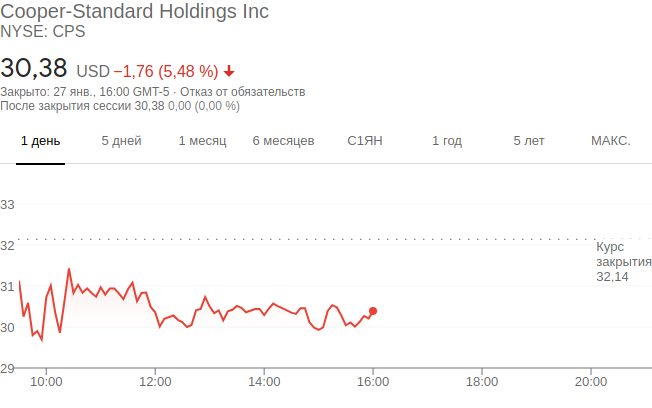 Cooper-Standard Holdings Inc
NYSE: CPS
30,38 USD −1,76 (5,48 %)
Закрыто: 27 янв., 16:00 GMT-5 · Отказ от обязательств
После закрытия сессии 30,38 0,00 (0,00 %)
1 день 5 дней 1 месяц 6 месяцев С1ЯН 1 год 5 лет МАКС.
33
32
Курс
закрытия
32,14
31
30
29
10:00 12:00 14:00 16:00 18:00 20:00